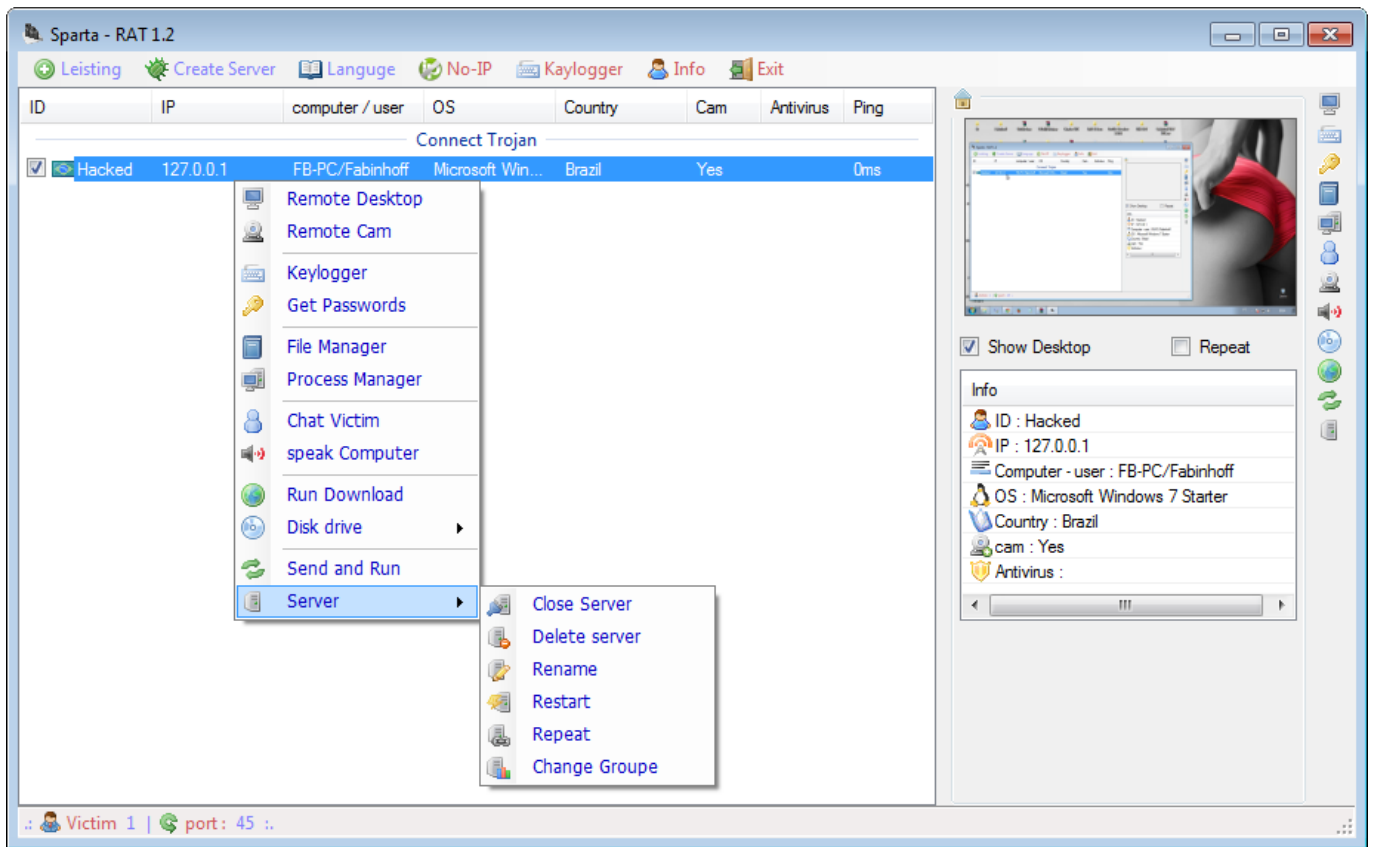 Sparta - RAT 1.2
Leisting Create Server Languge No-IP Kaylogger Info Exit
ID IP computer / user OS Country Cam Antivirus Ping
Connect Trojan
Hacked 127.0.0.1 FB-PC/Fabinhoff Microsoft Win... Brazil Yes 0ms
Remote Desktop
Remote Cam
Keylogger
Get Passwords
File Manager
Process Manager
Chat Victim
speak Computer
Run Download
Disk drive
Send and Run
Server
Close Server
Delete server
Rename
Restart
Repeat
Change Groupe
Show Desktop Repeat
Info
ID : Hacked
IP : 127.0.0.1
Computer - user : FB-PC/Fabinhoff
OS : Microsoft Windows 7 Starter
Country : Brazil
cam : Yes
Antivirus :
.: Victim 1 | port : 45 :.